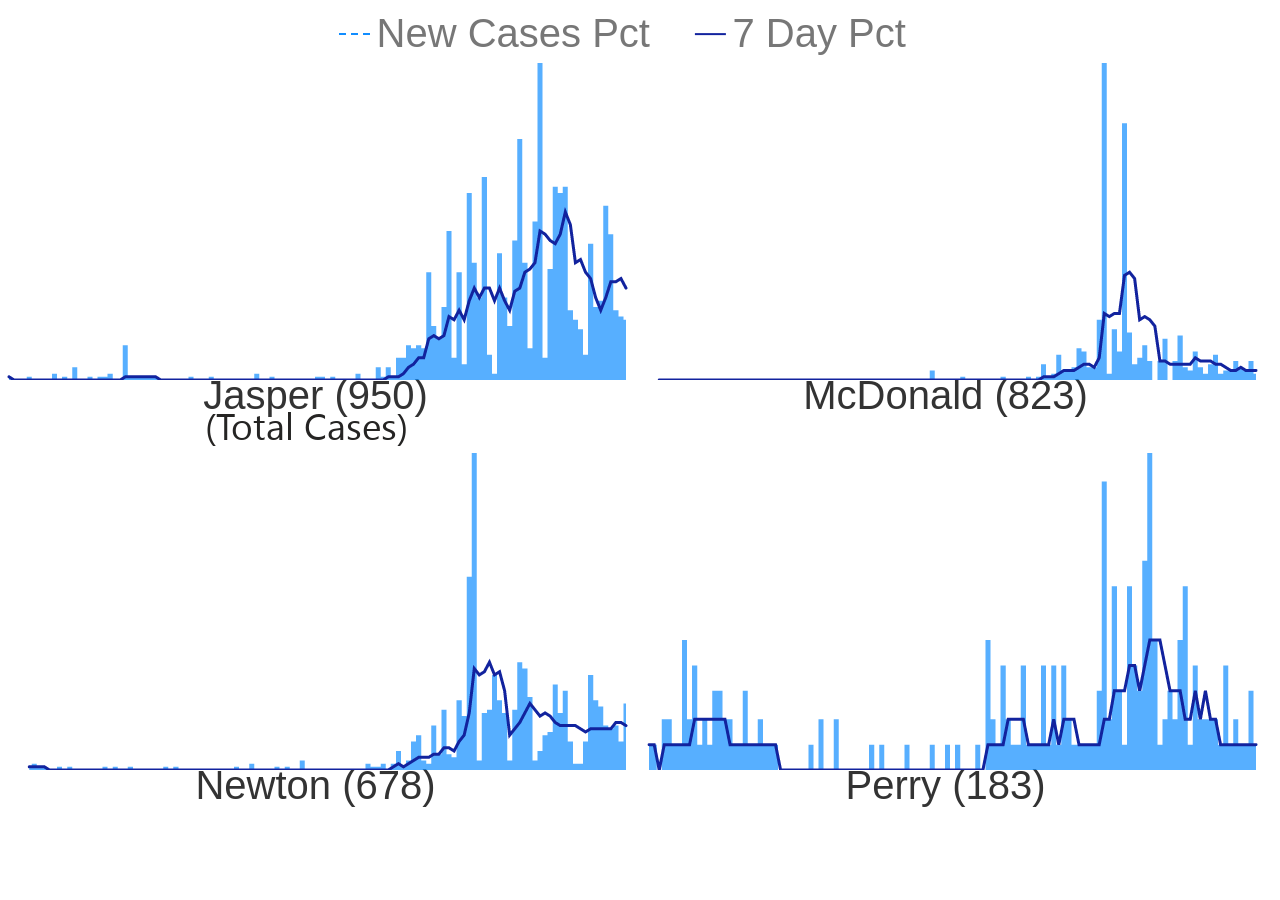 New Cases Pct 7 Day Pct
Jasper (950) McDonald (823)
(Total Cases)
Newton (678) Perry (183)